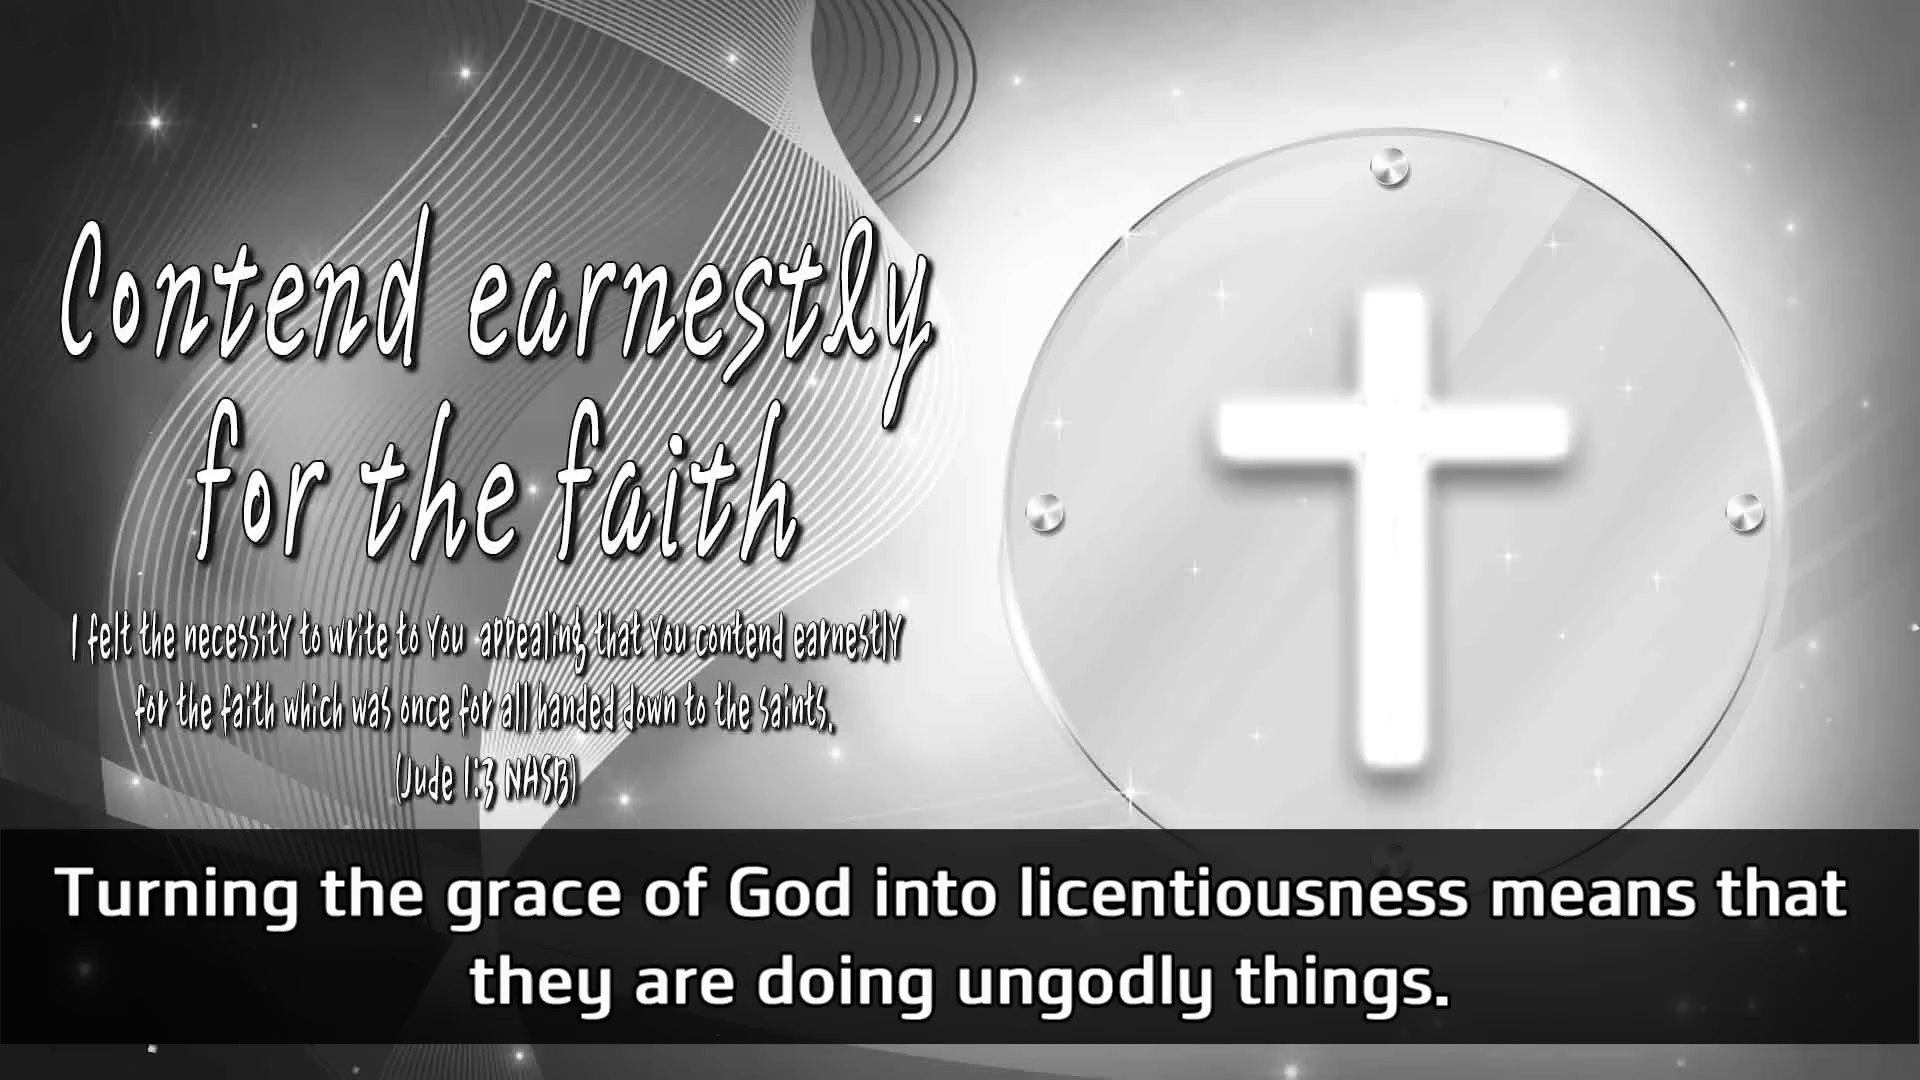 Contend earnestly
for the faith
I felt the necessity to write to you appealing that you contend earnestly
for the faith which was once for all handed down to the saints.
(Jude 1:3 NASB)
Turning the grace of God into licentiousness means that
they are doing ungodly things.